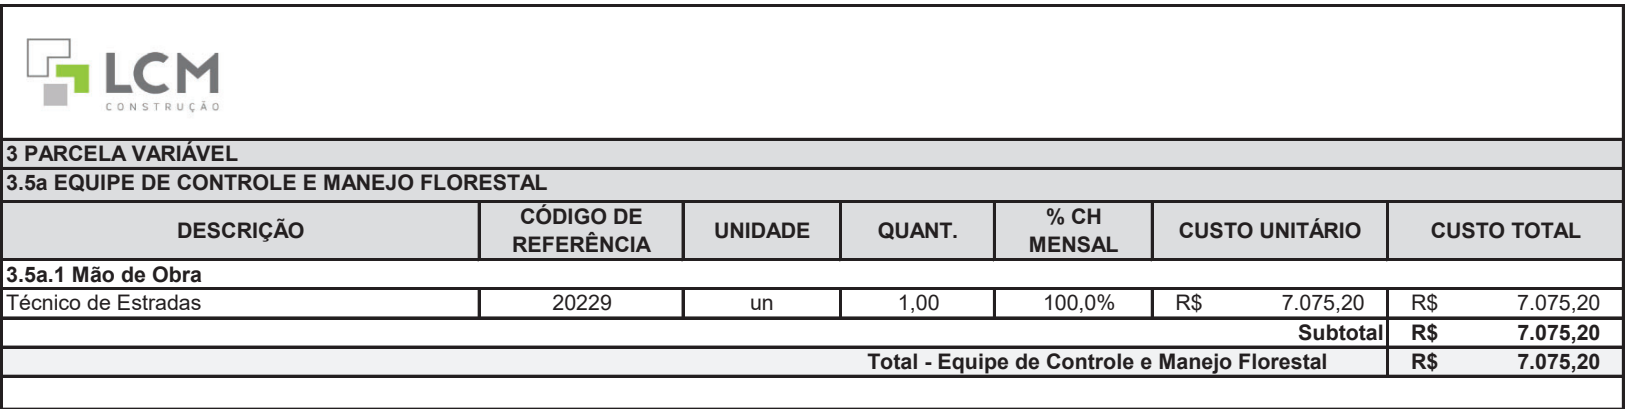 LCM
CONSTRUÇÃO
3 PARCELA VARIÁVEL
3.5a EQUIPE DE CONTROLE E MANEJO FLORESTAL
DESCRIÇÃO CÓDIGO DE REFERÊNCIA UNIDADE QUANT. % CH MENSAL CUSTO UNITÁRIO CUSTO TOTAL
3.5a.1 Mão de Obra
Técnico de Estradas 20229 un 1,00 100,0% R$ 7.075,20 R$ 7.075,20
Subtotal R$ 7.075,20
Total - Equipe de Controle e Manejo Florestal R$ 7.075,20